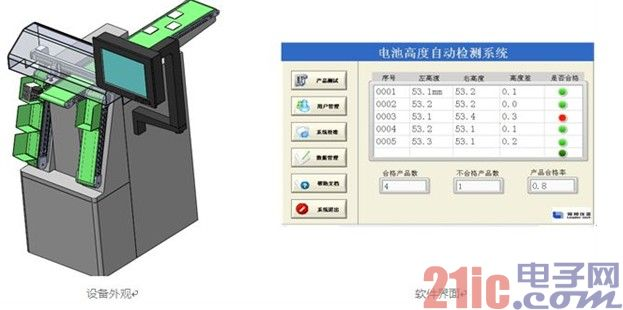 电池高度自动检测系统
产品测试
用户管理
系统校准
数据管理
帮助文档
系统退出
序号 左高度 右高度 高度差 是否合格
0001 53.1mm 53.2 0.1
0002 53.2 53.2 0.0
0003 53.1 53.4 0.3
0004 53.2 53.1 0.1
0005 53.3 53.1 0.2
合格产品数 不合格产品数 产品合格率
4 1 0.8
设备外观
软件界面
21ic电子网
.com